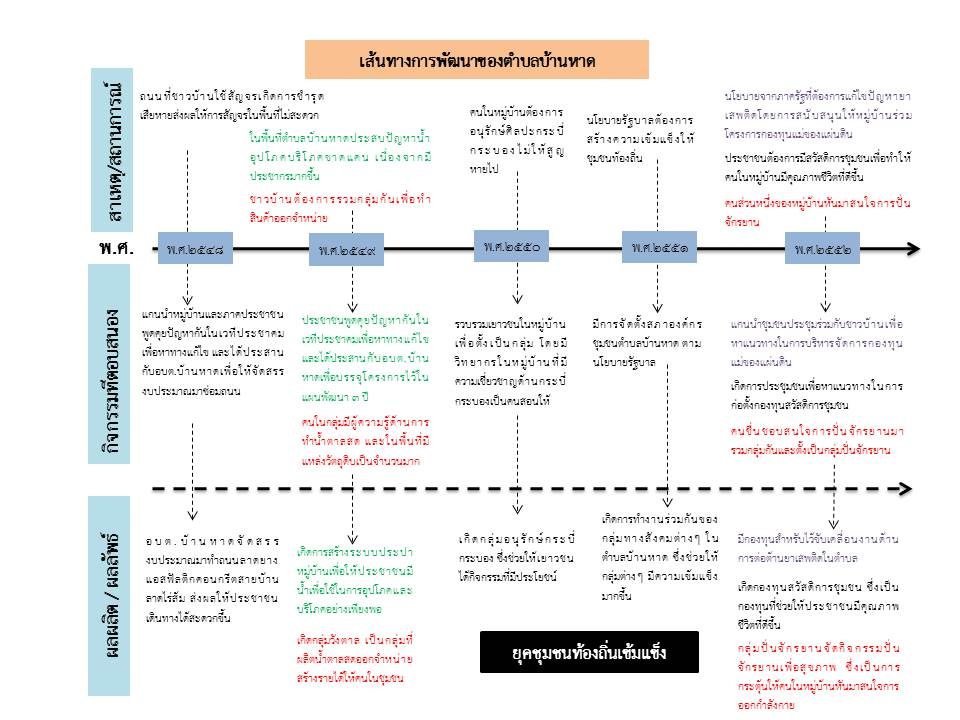 เส้นทางการพัฒนาของตำบลบ้านหาด
สาเหตุ/สถานการณ์
ถนนที่ชาวบ้านใช้สัญจรเกิดการชำรุด
เสียหายส่งผลให้การสัญจรในพื้นที่ไม่สะดวก
ในพื้นที่ตำบลบ้านหาดประสบปัญหาน้ำ
อุปโภคบริโภคขาดแคน เนื่องจากมี
ประชากรมากขึ้น
ชาวบ้านต้องการรวมกลุ่มกันเพื่อทำ
สินค้าออกจำหน่าย
คนในหมู่บ้านต้องการ
อนุรักษ์ศิลปะกระบี่
กระบองไม่ให้สูญ
หายไป
นโยบายรัฐบาลต้องการ
สร้างความเข้มแข็งให้
ชุมชนท้องถิ่น
นโยบายจากภาครัฐที่ต้องการแก้ไขปัญหายา
เสพติดโดยการสนับสนุนให้หมู่บ้านร่วม
โครงการกองทุนแม่ของแผ่นดิน
ประชาชนต้องการมีสวัสดิการชุมชนเพื่อทำให้
คนในหมู่บ้านมีคุณภาพชีวิตที่ดีขึ้น
คนส่วนหนึ่งของหมู่บ้านหันมาสนใจการปั่น
จักรยาน
พ.ศ.
พ.ศ.๒๕๔๘
พ.ศ.๒๕๔๙
พ.ศ.๒๕๕๐
พ.ศ.๒๕๕๑
พ.ศ.๒๕๕๒
กิจกรรมที่ตอบสนอง
แกนนำหมู่บ้านและภาคประชาชน
พูดคุยปัญหากันในเวทีประชาคม
เพื่อหาทางแก้ไข และได้ประสาน
กับอบต.บ้านหาดเพื่อให้จัดสรร
งบประมาณมาซ่อมถนน
ประชาชนพูดคุยปัญหากันใน
เวทีประชาคมเพื่อหาทางแก้ไข
และได้ประสานกับอบต.บ้าน
หาดเพื่อบรรจุโครงการไว้ใน
แผนพัฒนา ๓ ปี
คนในกลุ่มมีผู้ความรู้ด้านการ
ทำน้ำตาลสด และในพื้นที่มี
แหล่งวัตถุดิบเป็นจำนวนมาก
รวบรวมเยาวชนในหมู่บ้าน
เพื่อตั้งเป็นกลุ่ม โดยมี
วิทยากรในหมู่บ้านที่มี
ความเชี่ยวชาญด้านกระบี่
กระบองเป็นคนสอนให้
มีการจัดตั้งสภาองค์กร
ชุมชนตำบลบ้านหาด ตาม
นโยบายรัฐบาล
แกนนำชุมชนประชุมร่วมกับชาวบ้านเพื่อ
หาแนวทางในการบริหารจัดการกองทุน
แม่ของแผ่นดิน
เกิดการประชุมชนเพื่อหาแนวทางในการ
ก่อตั้งกองทุนสวัสดิการชุมชน
คนชื่นชอบสนใจการปั่นจักรยานมา
รวมกลุ่มกันและตั้งเป็นกลุ่มปั่นจักรยาน
ผลผลิต / ผลลัพธ์
อบต.บ้านหาดจัดสรร
งบประมาณมาทำถนนลาดยาง
แอสฟัลติกคอนกรีตสายบ้าน
ลาดไร่ส้ม ส่งผลให้ประชาชน
เดินทางได้สะดวกขึ้น
เกิดการสร้างระบบประปา
หมู่บ้านเพื่อให้ประชาชนมี
น้ำเพื่อใช้ในการอุปโภคและ
บริโภคอย่างเพียงพอ
เกิดกลุ่มวังตาล เป็นกลุ่มที่
ผลิตน้ำตาลสดออกจำหน่าย
สร้างรายได้ให้คนในชุมชน
เกิดกลุ่มอนุรักษ์กระบี่
กระบอง ซึ่งช่วยให้เยาวชน
ได้กิจกรรมที่มีประโยชน์
เกิดการทำงานร่วมกันของ
กลุ่มทางสังคมต่างๆ ใน
ตำบลบ้านหาด ซึ่งช่วยให้
กลุ่มต่างๆ มีความเข้มแข็ง
มากขึ้น
มีกองทุนสำหรับไว้ขับเคลื่อนงานด้าน
การต่อต้านยาเสพติดในตำบล
เกิดกองทุนสวัสดิการชุมชน ซึ่งเป็น
กองทุนที่ช่วยให้ประชาชนมีคุณภาพ
ชีวิตที่ดีขึ้น
กลุ่มปั่นจักรยานจัดกิจกรรมปั่น
จักรยานเพื่อสุขภาพ ซึ่งเป็นการ
กระตุ้นให้คนในหมู่บ้านหันมาสนใจการ
ออกกำลังกาย
ยุคชุมชนท้องถิ่นเข้มแข็ง